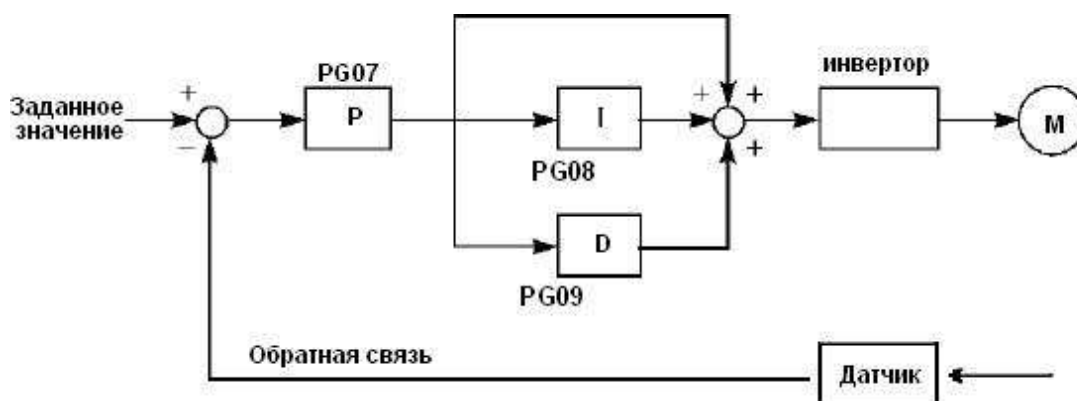 PG07
инвертор
Заданное
значение
+
−
P
I
+
+
+
M
PG08
D
PG09
Обратная связь
Датчик